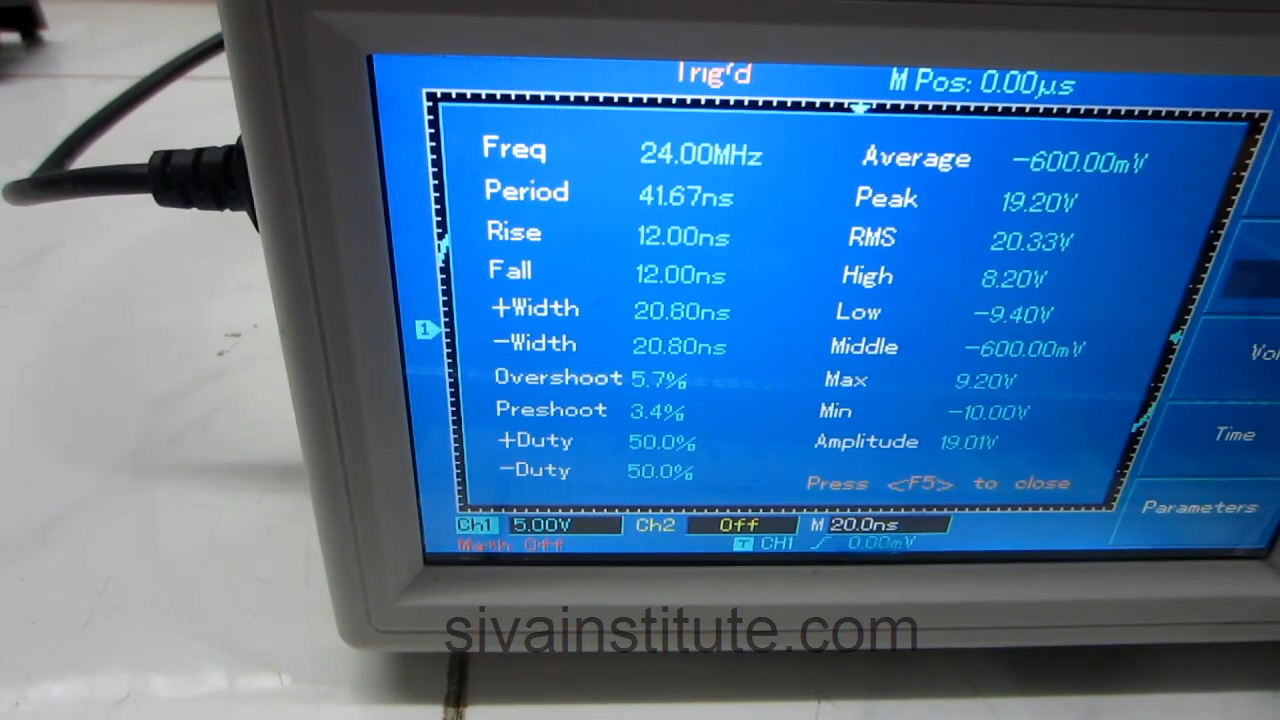 Trig'd M Pos: 0.00μs
Freq 24.00MHz Average -600.00mV
Period 41.67ns Peak 19.20V
Rise 12.00ns RMS 20.33V
Fall 12.00ns High 8.20V
+Width 20.80ns Low -9.40V
-Width 20.80ns Middle -600.00mV
Overshoot 5.7% Max 9.20V
Preshoot 3.4% Min -10.00V
+Duty 50.0% Amplitude 19.01V
-Duty 50.0%
Press <F5> to close
1
Time
Parameters
Ch1 5.00V Ch2 Off M 20.0ns
Math Off T CH1 0.00mV
sivainstitute.com